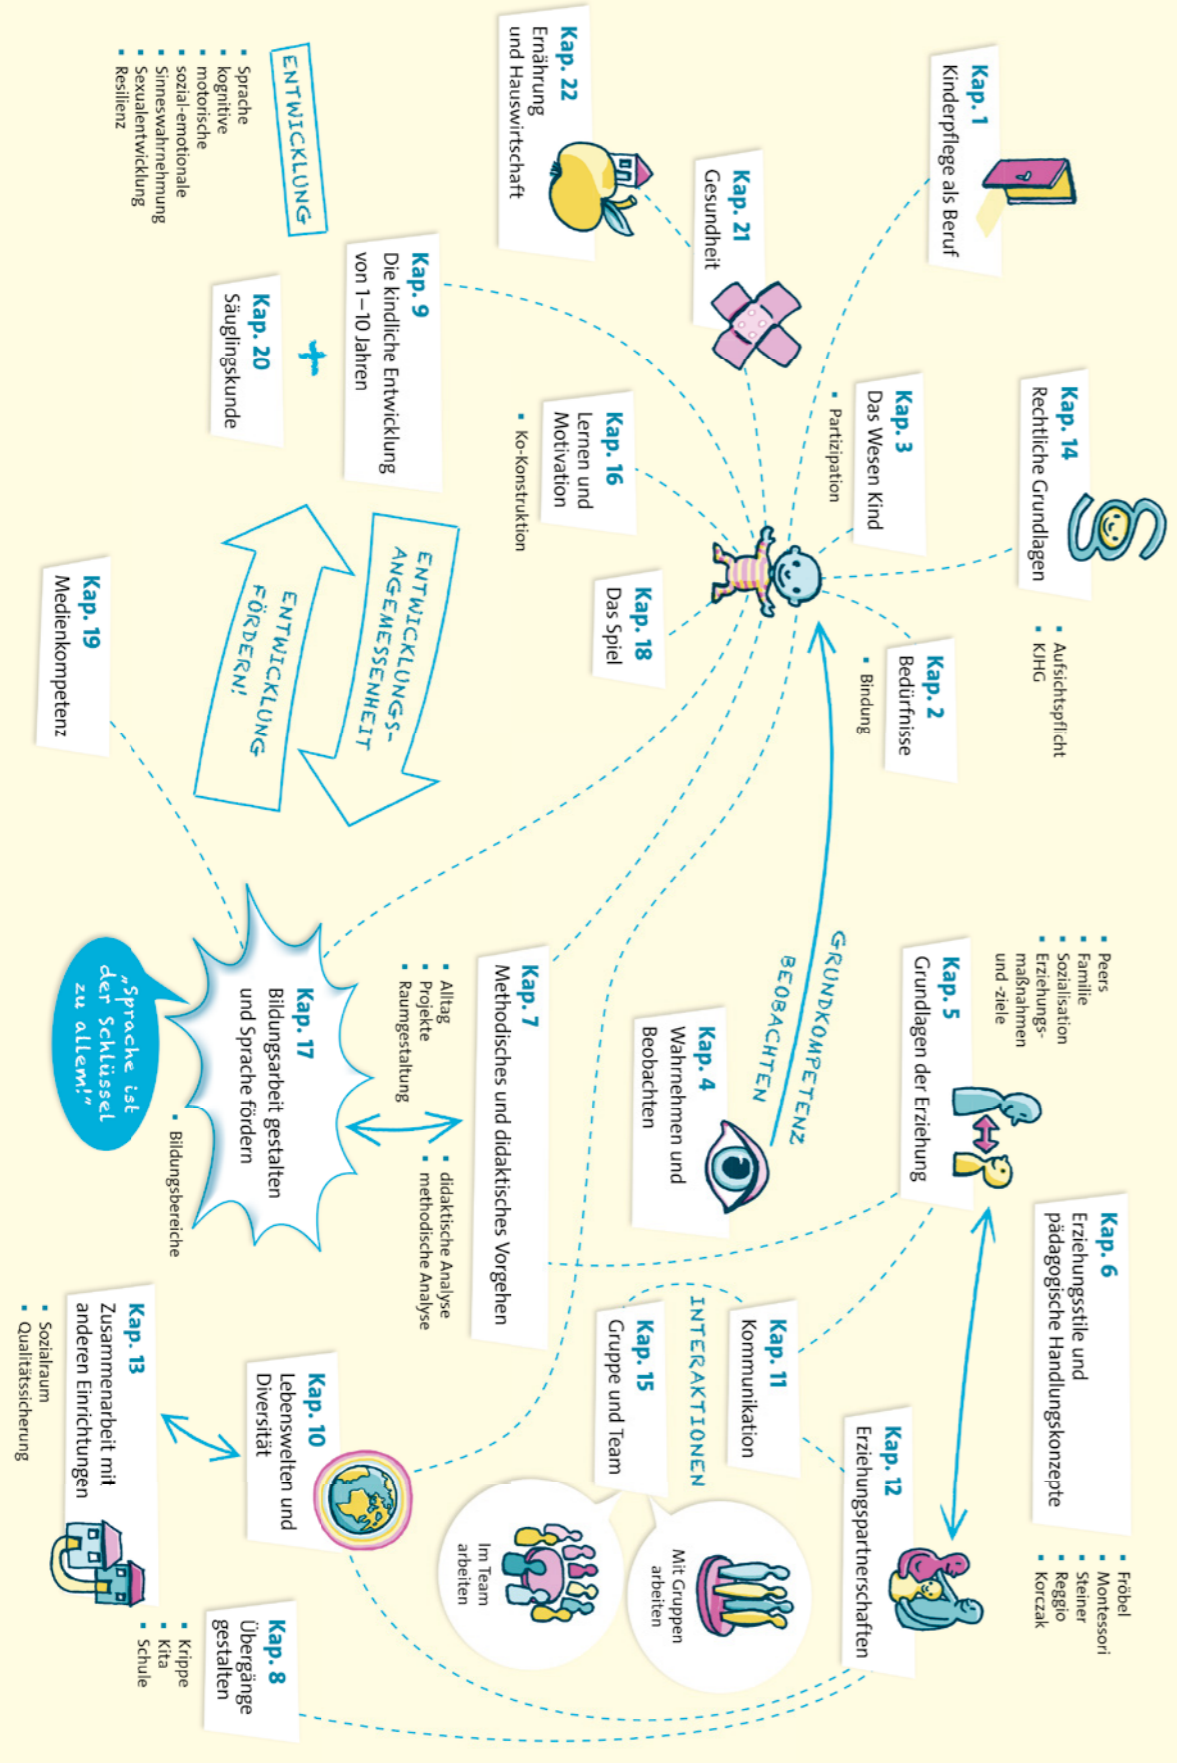 Kap. 1
Kinderpflege als Beruf
Kap. 14
Rechtliche Grundlagen
▪ Aufsichtspflicht
▪ KJHG
Kap. 3
Das Wesen Kind
▪ Partizipation
Kap. 2
Bedürfnisse
▪ Bindung
Kap. 21
Gesundheit
Kap. 22
Ernährung
und Hauswirtschaft
Kap. 16
Lernen und
Motivation
▪ Ko-Konstruktion
Kap. 18
Das Spiel
Kap. 9
Die kindliche Entwicklung
von 1–10 Jahren
+
Kap. 20
Säuglingskunde
ENTWICKLUNG
▪ Sprache
▪ kognitive
▪ motorische
▪ sozial-emotionale
▪ Sinneswahrnehmung
▪ Sexualentwicklung
▪ Resilienz
ENTWICKLUNGS-
ANGEMESSENHEIT
ENTWICKLUNG
FÖRDERN!
Kap. 19
Medienkompetenz
▪ Peers
▪ Familie
▪ Sozialisation
▪ Erziehungs-
maßnahmen
und -ziele
Kap. 5
Grundlagen der Erziehung
GRUNDKOMPETENZ
BEOBACHTEN
Kap. 4
Wahrnehmen und
Beobachten
Kap. 6
Erziehungsstile und
pädagogische Handlungskonzepte
▪ Fröbel
▪ Montessori
▪ Steiner
▪ Reggio
▪ Korczak
Kap. 12
Erziehungspartnerschaften
Kap. 11
Kommunikation
INTERAKTIONEN
Kap. 15
Gruppe und Team
Mit Gruppen
arbeiten
Im Team
arbeiten
Kap. 7
Methodisches und didaktisches Vorgehen
▪ Alltag
▪ Projekte
▪ Raumgestaltung
▪ didaktische Analyse
▪ methodische Analyse
Kap. 17
Bildungsarbeit gestalten
und Sprache fördern
▪ Bildungsbereiche
„Sprache ist
der Schlüssel
zu allem!“
Kap. 10
Lebenswelten und
Diversität
Kap. 13
Zusammenarbeit mit
anderen Einrichtungen
▪ Sozialraum
▪ Qualitätssicherung
Kap. 8
Übergänge
gestalten
▪ Krippe
▪ Kita
▪ Schule